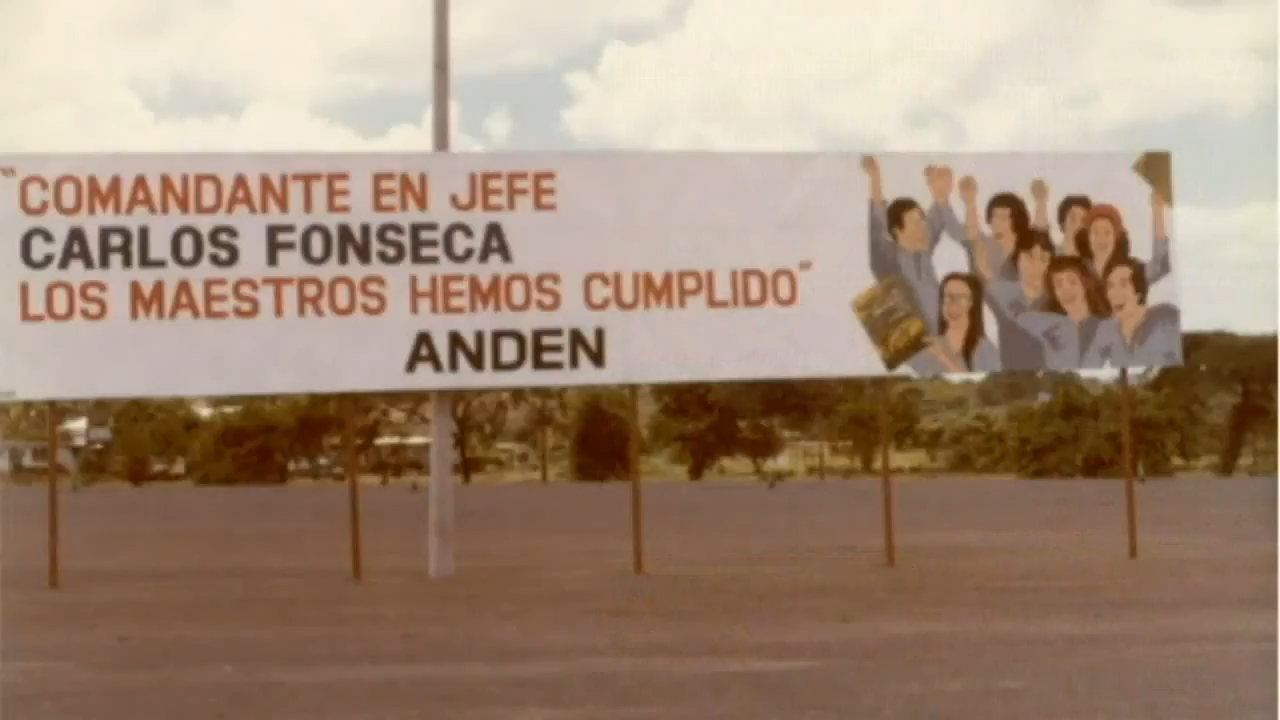 "COMANDANTE EN JEFE
CARLOS FONSECA
LOS MAESTROS HEMOS CUMPLIDO"
ANDEN